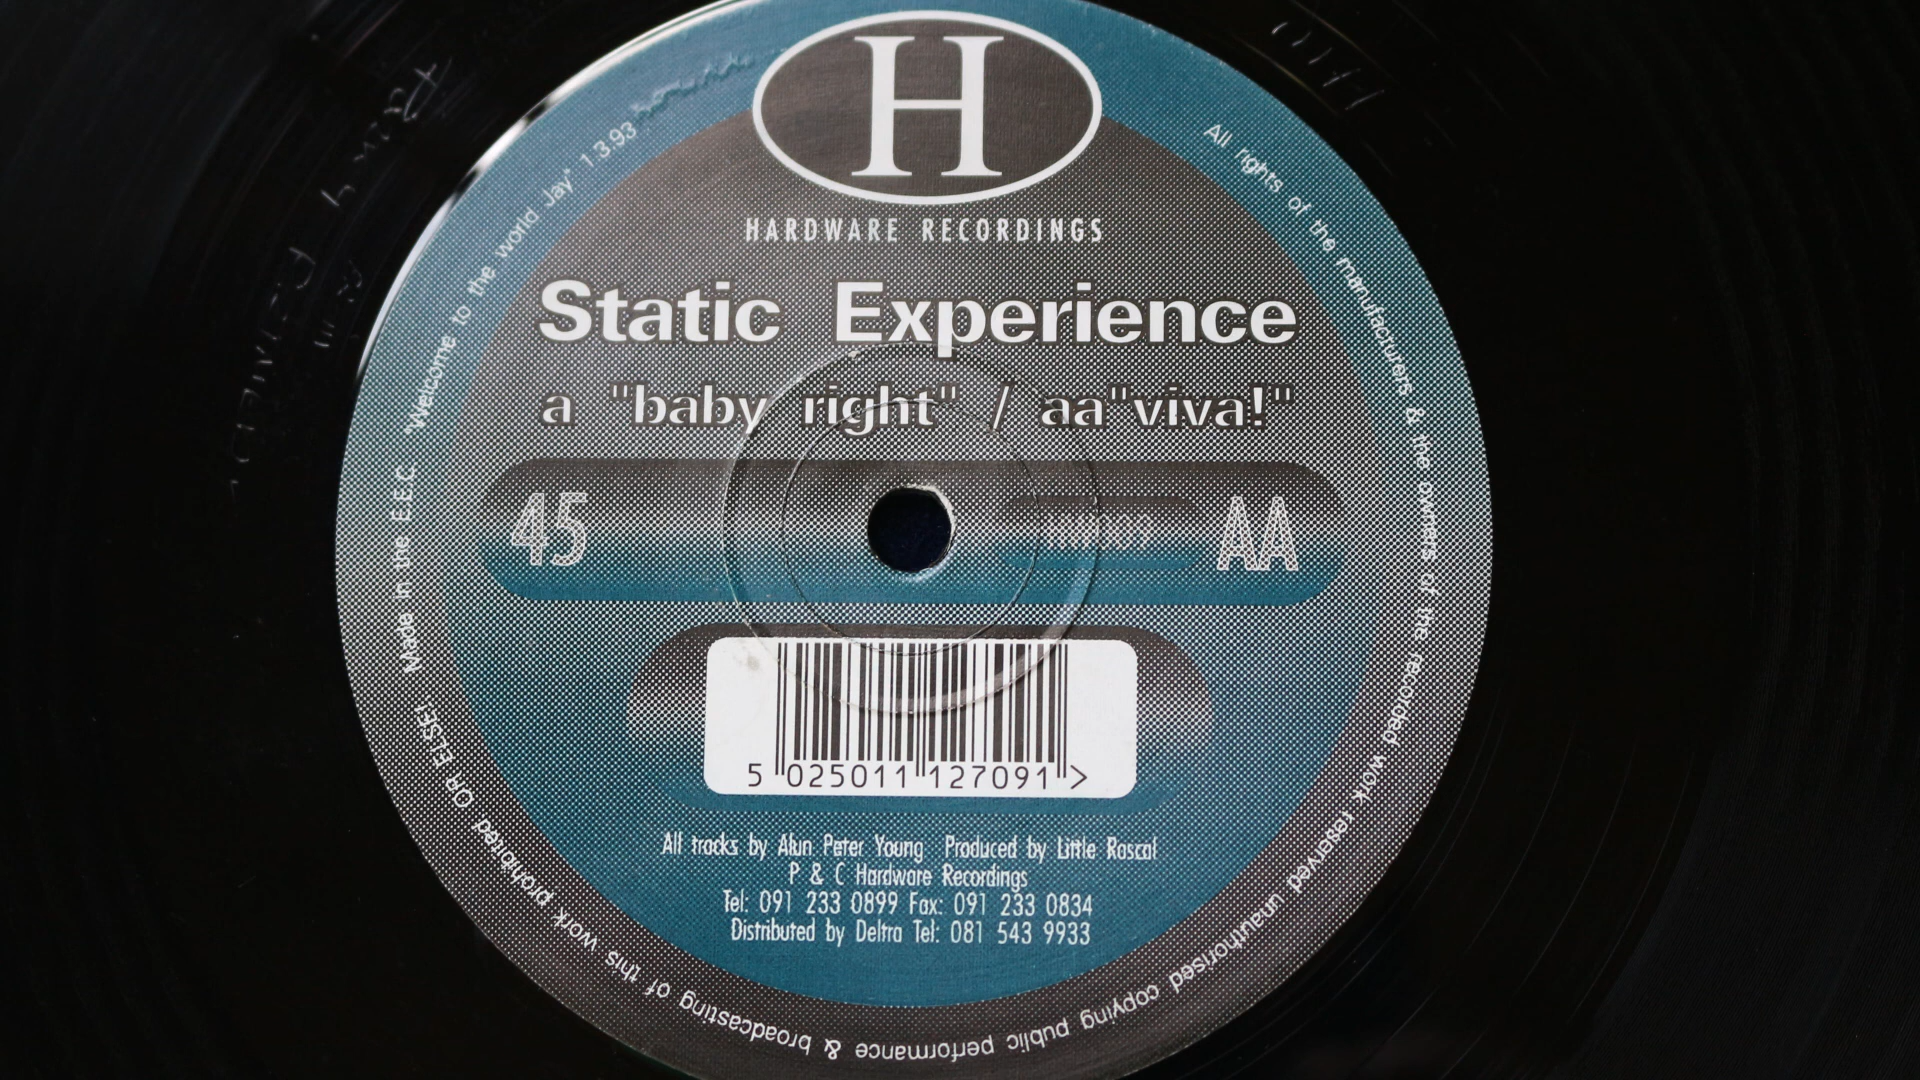 H
HARDWARE RECORDINGS
Static Experience
a "baby right" / aa"viva!"
45
AA
5 025011 127091 >
All tracks by Alun Peter Young Produced by Little Rascal
P & C Hardware Recordings
Tel: 091 233 0899 Fax: 091 233 0834
Distributed by Deltra Tel: 081 543 9933
All rights of the manufacturers & the owners of the recorded work reserved unauthorised copying public performance & broadcasting of this work prohibited OR ELSE!. Made in the E.E.C. 'Welcome to the world Jay' 1 3 93